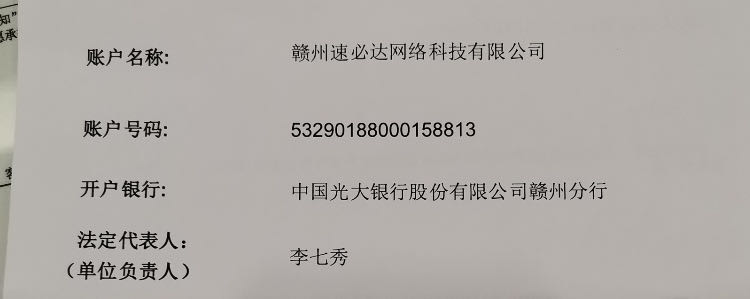 知”
愿承
账户名称: 赣州速必达网络科技有限公司
账户号码: 53290188000158813
开户银行: 中国光大银行股份有限公司赣州分行
法定代表人：
（单位负责人） 李七秀